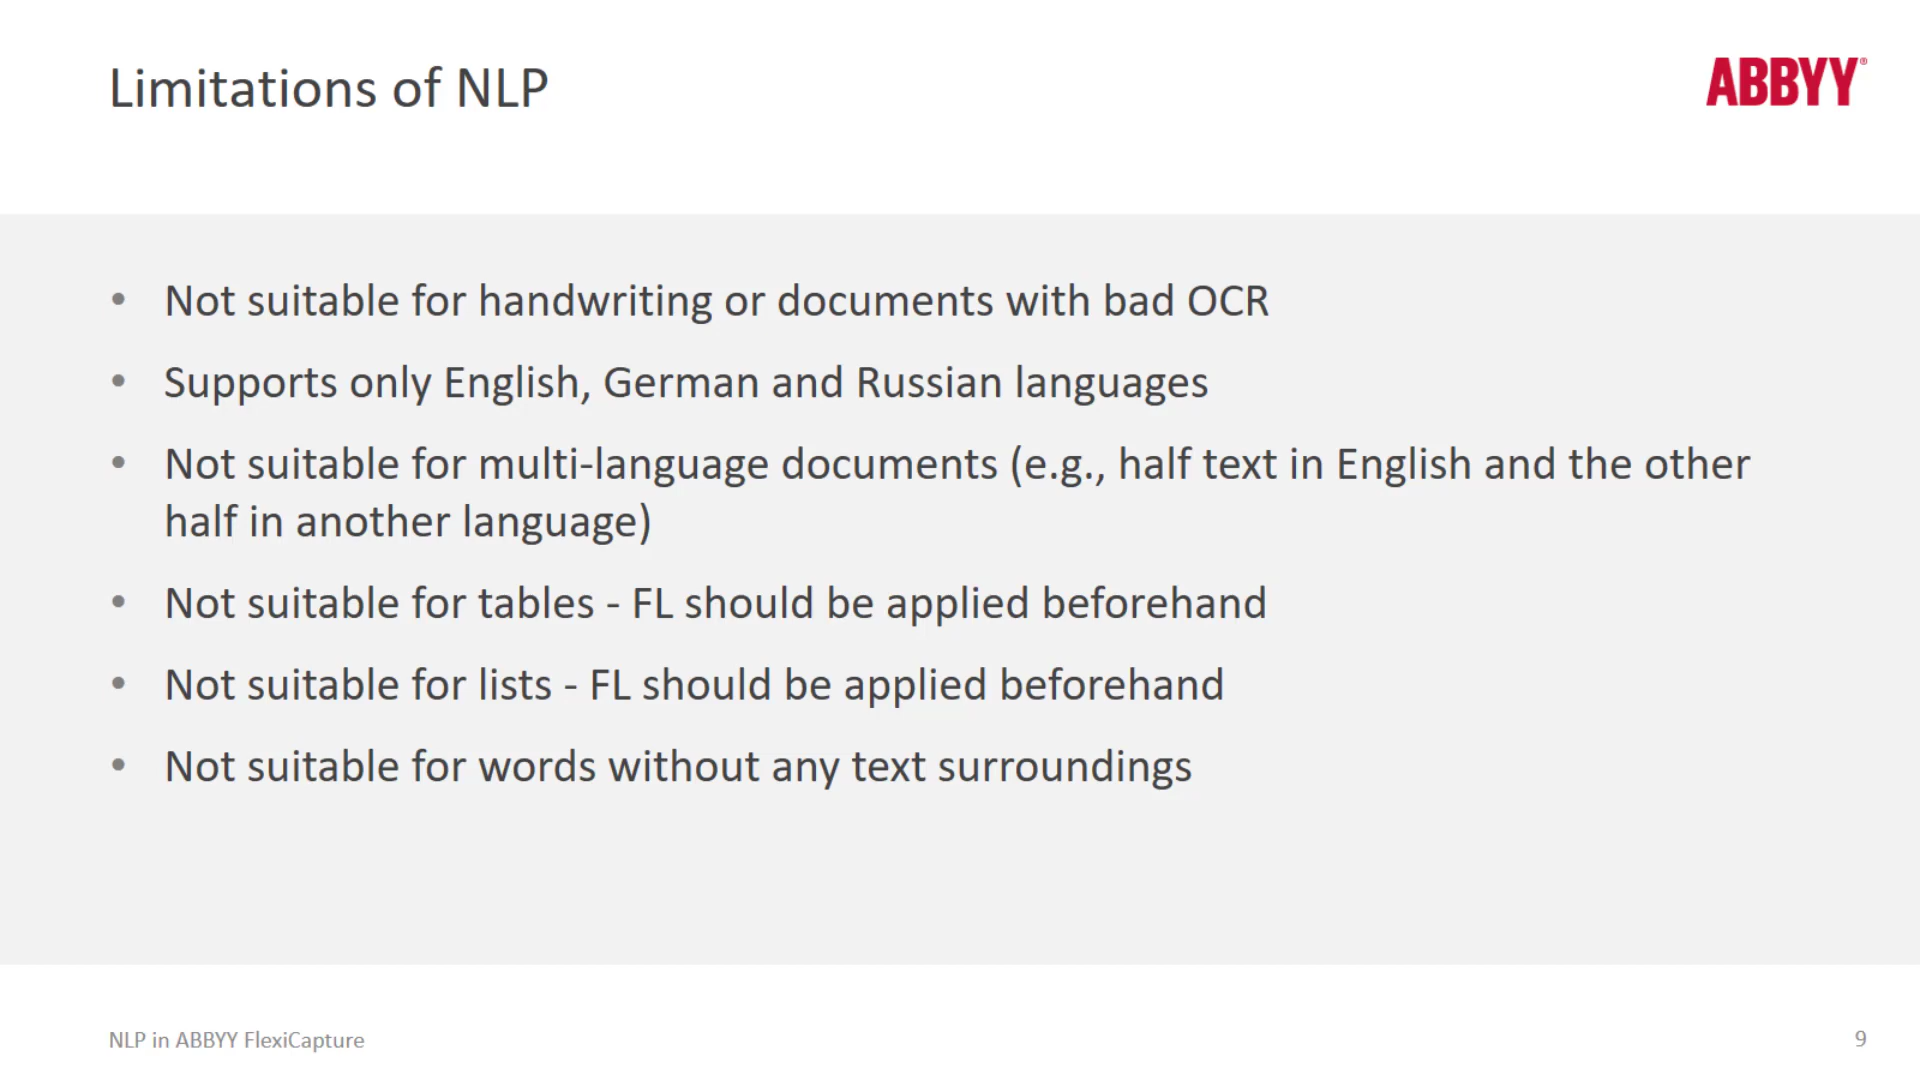 Limitations of NLP
ABBYY®
• Not suitable for handwriting or documents with bad OCR
• Supports only English, German and Russian languages
• Not suitable for multi-language documents (e.g., half text in English and the other
half in another language)
• Not suitable for tables - FL should be applied beforehand
• Not suitable for lists - FL should be applied beforehand
• Not suitable for words without any text surroundings
NLP in ABBYY FlexiCapture
9